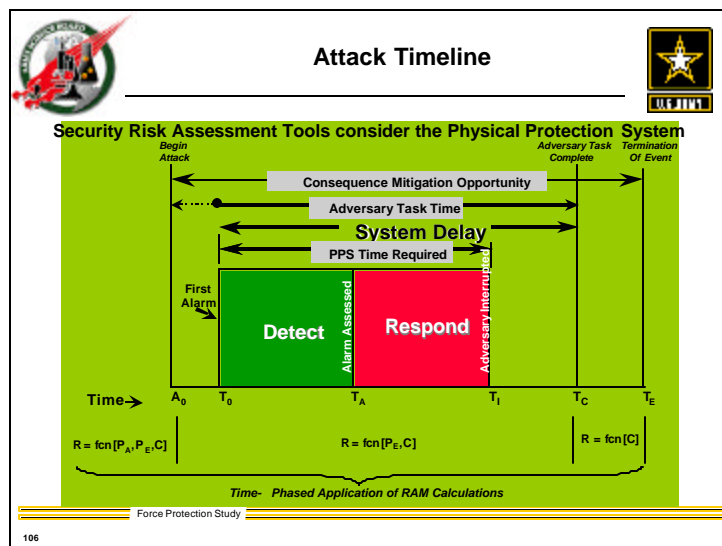 Attack Timeline
U.S. ARMY
Security Risk Assessment Tools consider the Physical Protection System
Begin
Attack
Adversary Task
Complete
Termination
Of Event
Consequence Mitigation Opportunity
Adversary Task Time
System Delay
PPS Time Required
First
Alarm
Detect
Alarm Assessed
Respond
Adversary Interrupted
Time
A0
T0
TA
TI
TC
TE
R = fcn[PA,PE,C]
R = fcn[PE,C]
R = fcn[C]
Time- Phased Application of RAM Calculations
Force Protection Study
106